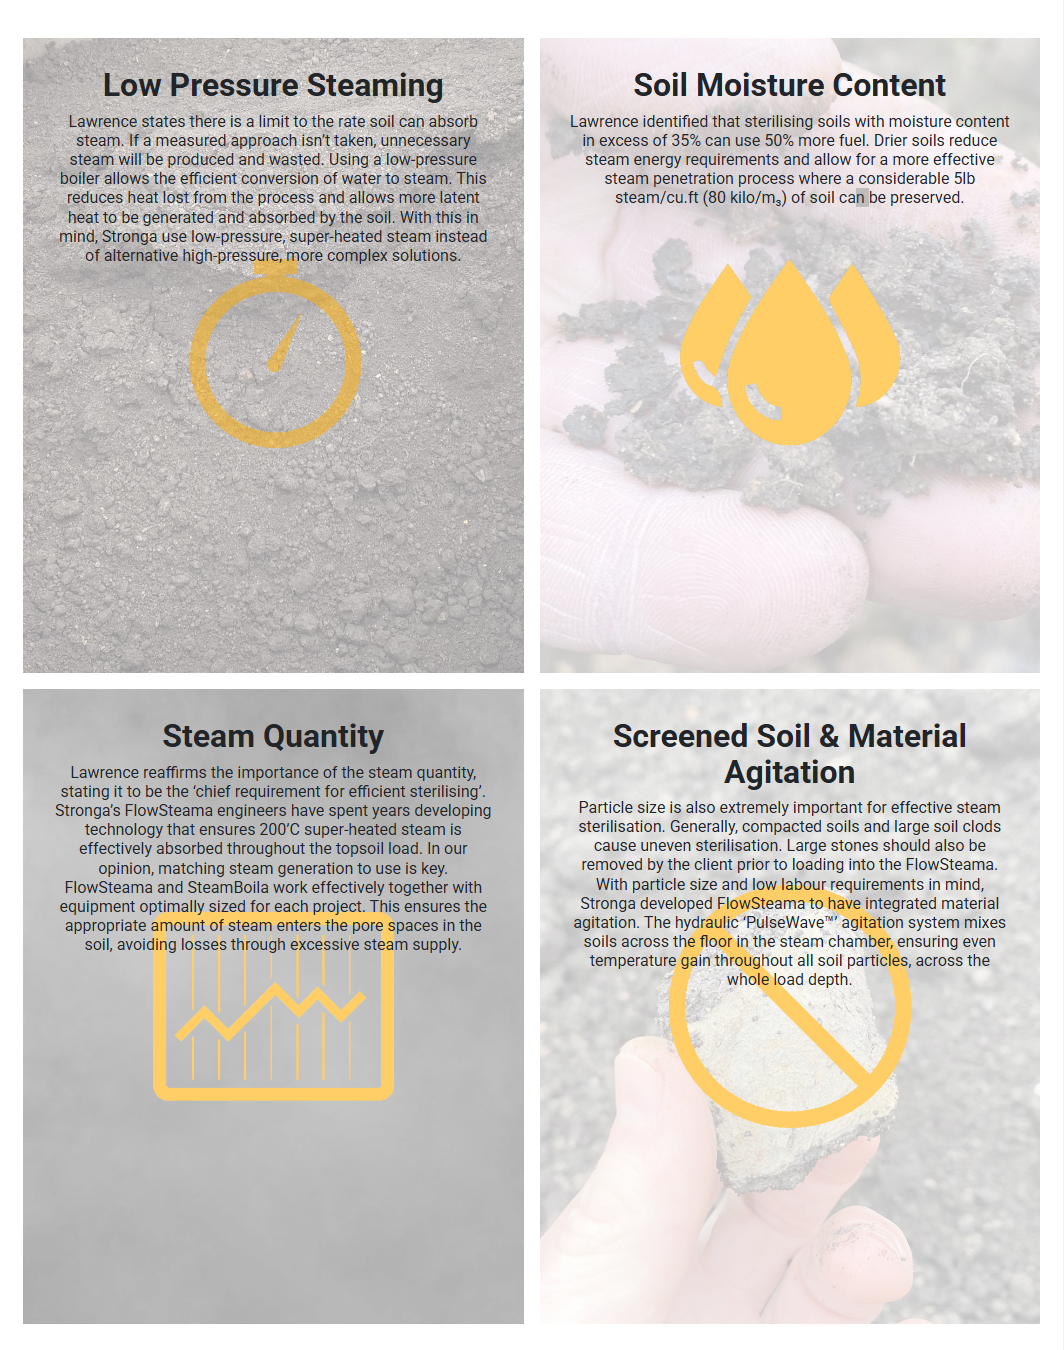 Low Pressure Steaming
Lawrence states there is a limit to the rate soil can absorb
steam. If a measured approach isn’t taken, unnecessary
steam will be produced and wasted. Using a low-pressure
boiler allows the efficient conversion of water to steam. This
reduces heat lost from the process and allows more latent
heat to be generated and absorbed by the soil. With this in
mind, Stronga use low-pressure, super-heated steam instead
of alternative high-pressure, more complex solutions.
Soil Moisture Content
Lawrence identified that sterilising soils with moisture content
in excess of 35% can use 50% more fuel. Drier soils reduce
steam energy requirements and allow for a more effective
steam penetration process where a considerable 5lb
steam/cu.ft (80 kilo/m₃) of soil can be preserved.
Steam Quantity
Lawrence reaffirms the importance of the steam quantity,
stating it to be the ‘chief requirement for efficient sterilising’.
Stronga’s FlowSteama engineers have spent years developing
technology that ensures 200’C super-heated steam is
effectively absorbed throughout the topsoil load. In our
opinion, matching steam generation to use is key.
FlowSteama and SteamBoila work effectively together with
equipment optimally sized for each project. This ensures the
appropriate amount of steam enters the pore spaces in the
soil, avoiding losses through excessive steam supply.
Screened Soil & Material
Agitation
Particle size is also extremely important for effective steam
sterilisation. Generally, compacted soils and large soil clods
cause uneven sterilisation. Large stones should also be
removed by the client prior to loading into the FlowSteama.
With particle size and low labour requirements in mind,
Stronga developed FlowSteama to have integrated material
agitation. The hydraulic ‘PulseWave™’ agitation system mixes
soils across the floor in the steam chamber, ensuring even
temperature gain throughout all soil particles, across the
whole load depth.